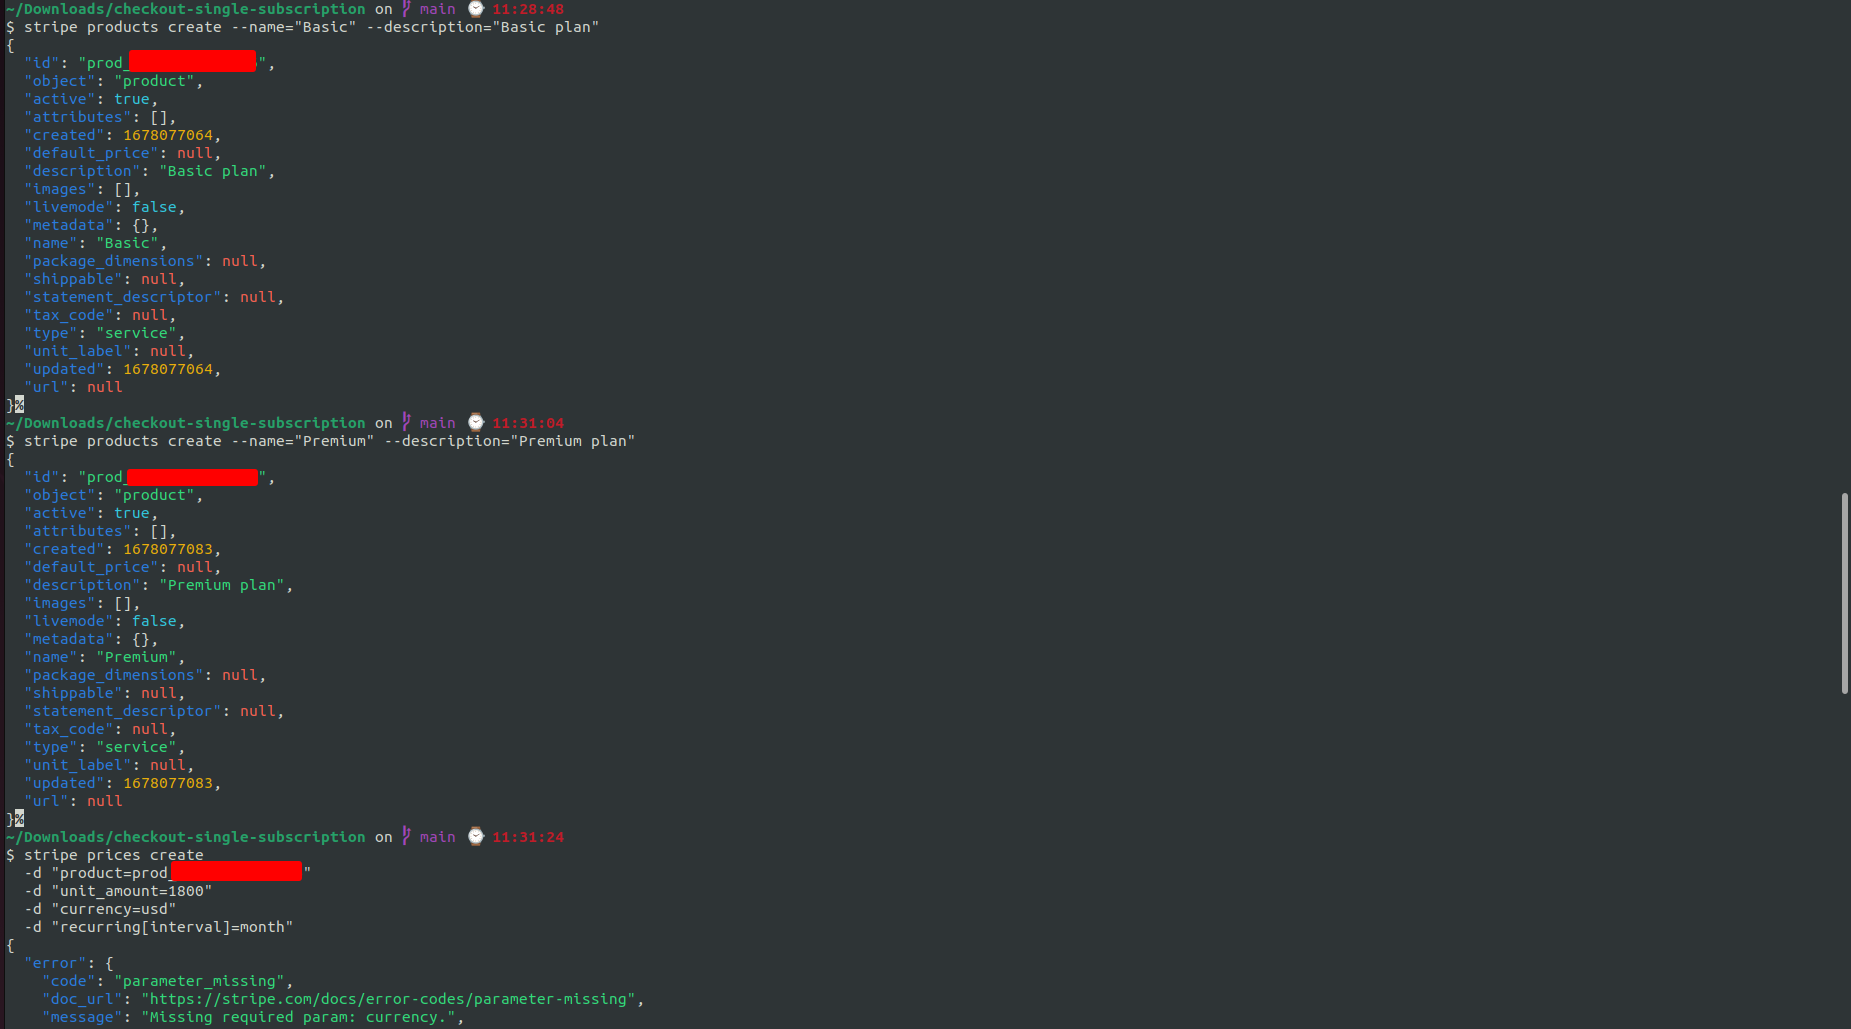 ~/Downloads/checkout-single-subscription on main 11:28:48
$ stripe products create --name="Basic" --description="Basic plan"
{
  "id": "prod_",
  "object": "product",
  "active": true,
  "attributes": [],
  "created": 1678077064,
  "default_price": null,
  "description": "Basic plan",
  "images": [],
  "livemode": false,
  "metadata": {},
  "name": "Basic",
  "package_dimensions": null,
  "shippable": null,
  "statement_descriptor": null,
  "tax_code": null,
  "type": "service",
  "unit_label": null,
  "updated": 1678077064,
  "url": null
}%
~/Downloads/checkout-single-subscription on main 11:31:04
$ stripe products create --name="Premium" --description="Premium plan"
{
  "id": "prod_",
  "object": "product",
  "active": true,
  "attributes": [],
  "created": 1678077083,
  "default_price": null,
  "description": "Premium plan",
  "images": [],
  "livemode": false,
  "metadata": {},
  "name": "Premium",
  "package_dimensions": null,
  "shippable": null,
  "statement_descriptor": null,
  "tax_code": null,
  "type": "service",
  "unit_label": null,
  "updated": 1678077083,
  "url": null
}%
~/Downloads/checkout-single-subscription on main 11:31:24
$ stripe prices create
  -d "product=prod_"
  -d "unit_amount=1800"
  -d "currency=usd"
  -d "recurring[interval]=month"
{
  "error": {
    "code": "parameter_missing",
    "doc_url": "https://stripe.com/docs/error-codes/parameter-missing",
    "message": "Missing required param: currency.",